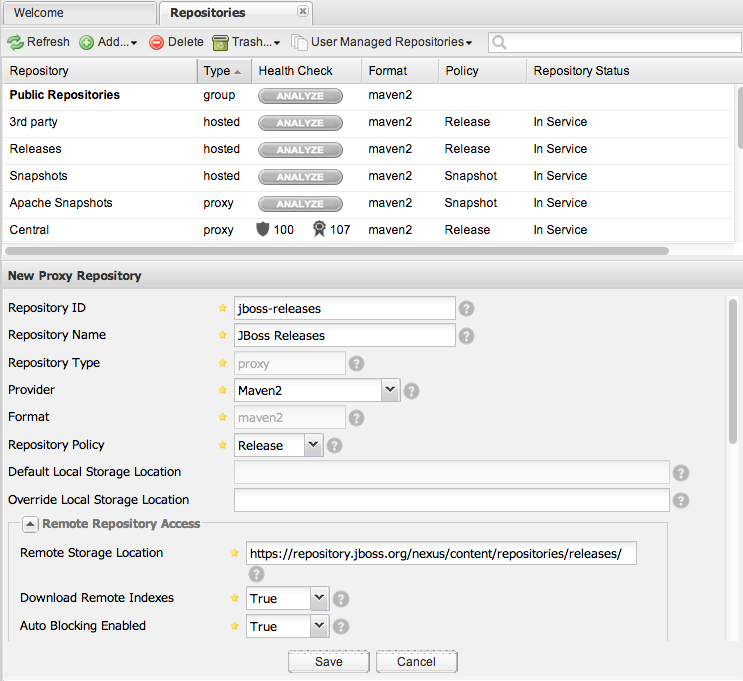 Welcome
Repositories
Refresh Add... Delete Trash... User Managed Repositories
Repository Type Health Check Format Policy Repository Status
Public Repositories group ANALYZE maven2
3rd party hosted ANALYZE maven2 Release In Service
Releases hosted ANALYZE maven2 Release In Service
Snapshots hosted ANALYZE maven2 Snapshot In Service
Apache Snapshots proxy ANALYZE maven2 Snapshot In Service
Central proxy 100 107 maven2 Release In Service
New Proxy Repository
Repository ID jboss-releases ?
Repository Name JBoss Releases ?
Repository Type proxy ?
Provider Maven2 ?
Format maven2 ?
Repository Policy Release ?
Default Local Storage Location ?
Override Local Storage Location ?
Remote Repository Access
Remote Storage Location https://repository.jboss.org/nexus/content/repositories/releases/
?
Download Remote Indexes True ?
Auto Blocking Enabled True ?
Save Cancel